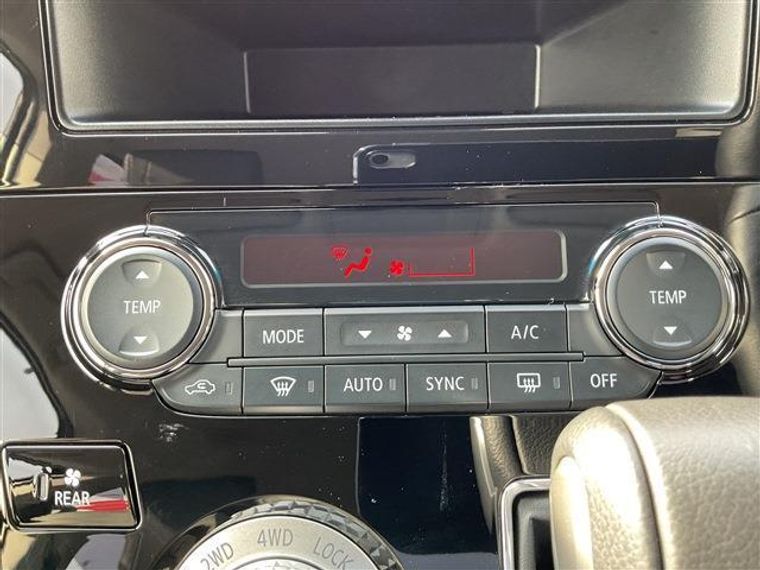 TEMP
TEMP
MODE
A/C
AUTO
SYNC
OFF
REAR
2WD 4WD LOCK